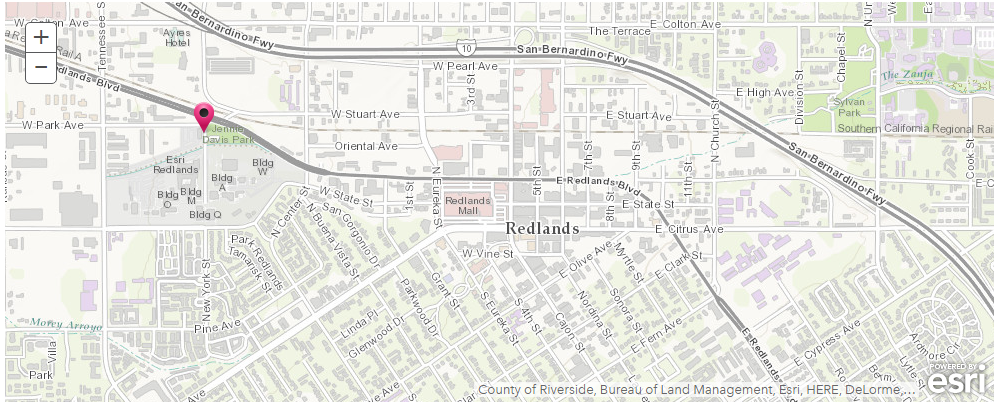 W Colton Ave
E Colton Ave
The Terrace
San Bernardino Fwy
San Bernardino Fwy
10
Ayres
Hotel
Tennessee S
Rail A
edlands Blvd
+
−
W Pearl Ave
3rd St
E High Ave
Division St
Chapel St
N Un
The Zanja
Sylvan
Park
W Park Ave
W Stuart Ave
E Stuart Ave
Southern California Regional Rai
Jennie
Davis Park
Oriental Ave
N Church St
San Bernardino Fwy
Cook St
Esri
Redlands
Bldg
W
Bldg
A
Bldg
M
Bldg
O
Bldg Q
W State St
1st St
N Eureka St
Redlands
Mall
5th St
7th St
9th St
11th St
8th St
E Redlands Blvd
E State St
E Citrus Ave
Redlands
N Center St
N Buena Vista St
San Gorgonio Dr
Park Redlands
Tamarisk St
New York St
W Vine St
E Olive Ave
Myrtle St
E Clark St
Grant St
Parkwood Dr
Glenwood Dr
Linda Pl
S Eureka St
S 4th St
Cajon St
Nordina St
Sonora St
E Fern Ave
E Redlands
Morey Arroyo
Pine Ave
Park
Villa
E Cypress Ave
E C
Ardmore Cir
Lytle St
POWERED BY
esri
County of Riverside, Bureau of Land Management, Esri, HERE, DeLorme,...